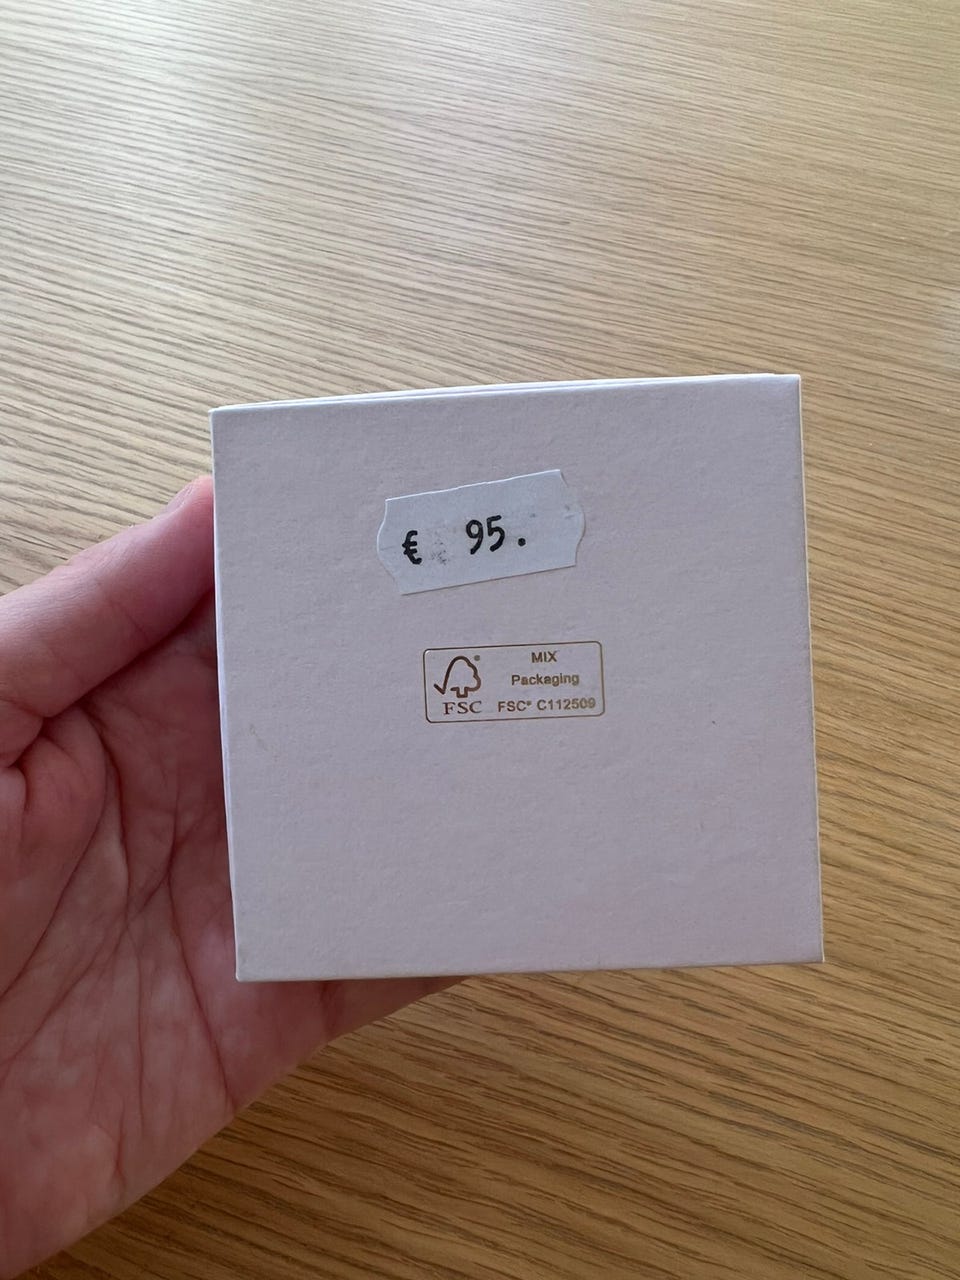 € 95.
MIX
Packaging
FSC® C112509
FSC®